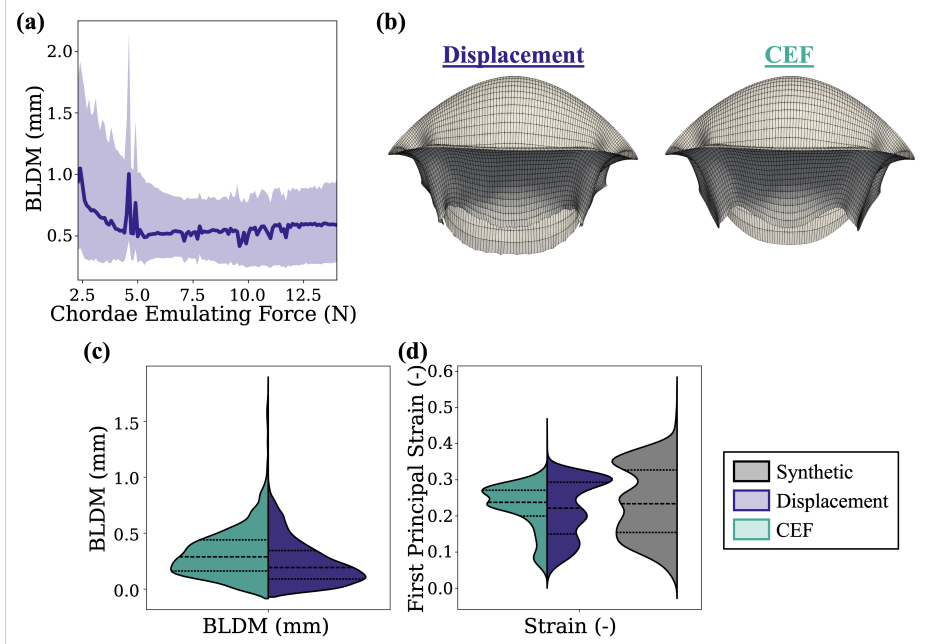 (a)
2.0
1.5
1.0
0.5
BLDM (mm)
2.5 5.0 7.5 10.0 12.5
Chordae Emulating Force (N)
(b)
Displacement
CEF
(c)
1.5
1.0
0.5
0.0
BLDM (mm)
BLDM (mm)
(d)
0.6
0.5
0.4
0.3
0.2
0.1
0.0
First Principal Strain (-)
Strain (-)
Synthetic
Displacement
CEF